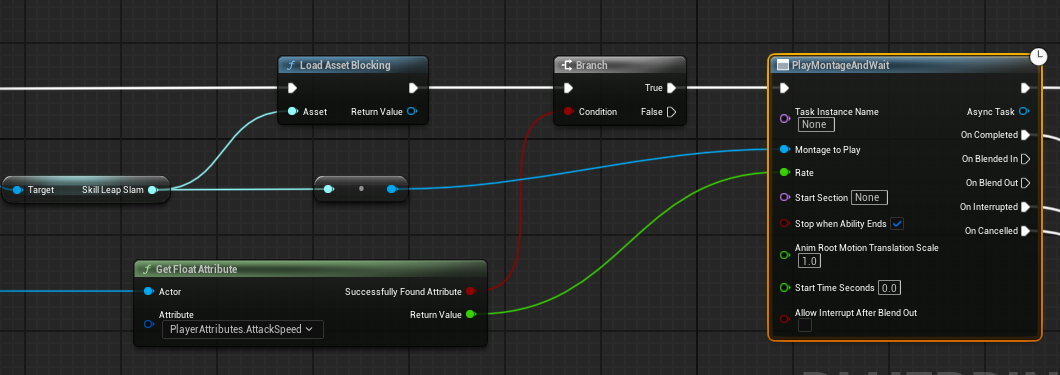 Load Asset Blocking
Asset
Return Value
Branch
True
Condition
False
PlayMontageAndWait
Task Instance Name
None
Async Task
On Completed
Montage to Play
On Blended In
Rate
On Blend Out
Start Section
None
On Interrupted
Stop when Ability Ends
On Cancelled
Anim Root Motion Translation Scale
1.0
Start Time Seconds
0.0
Allow Interrupt After Blend Out
Target
Skill Leap Slam
Get Float Attribute
Actor
Successfully Found Attribute
Attribute
PlayerAttributes.AttackSpeed
Return Value